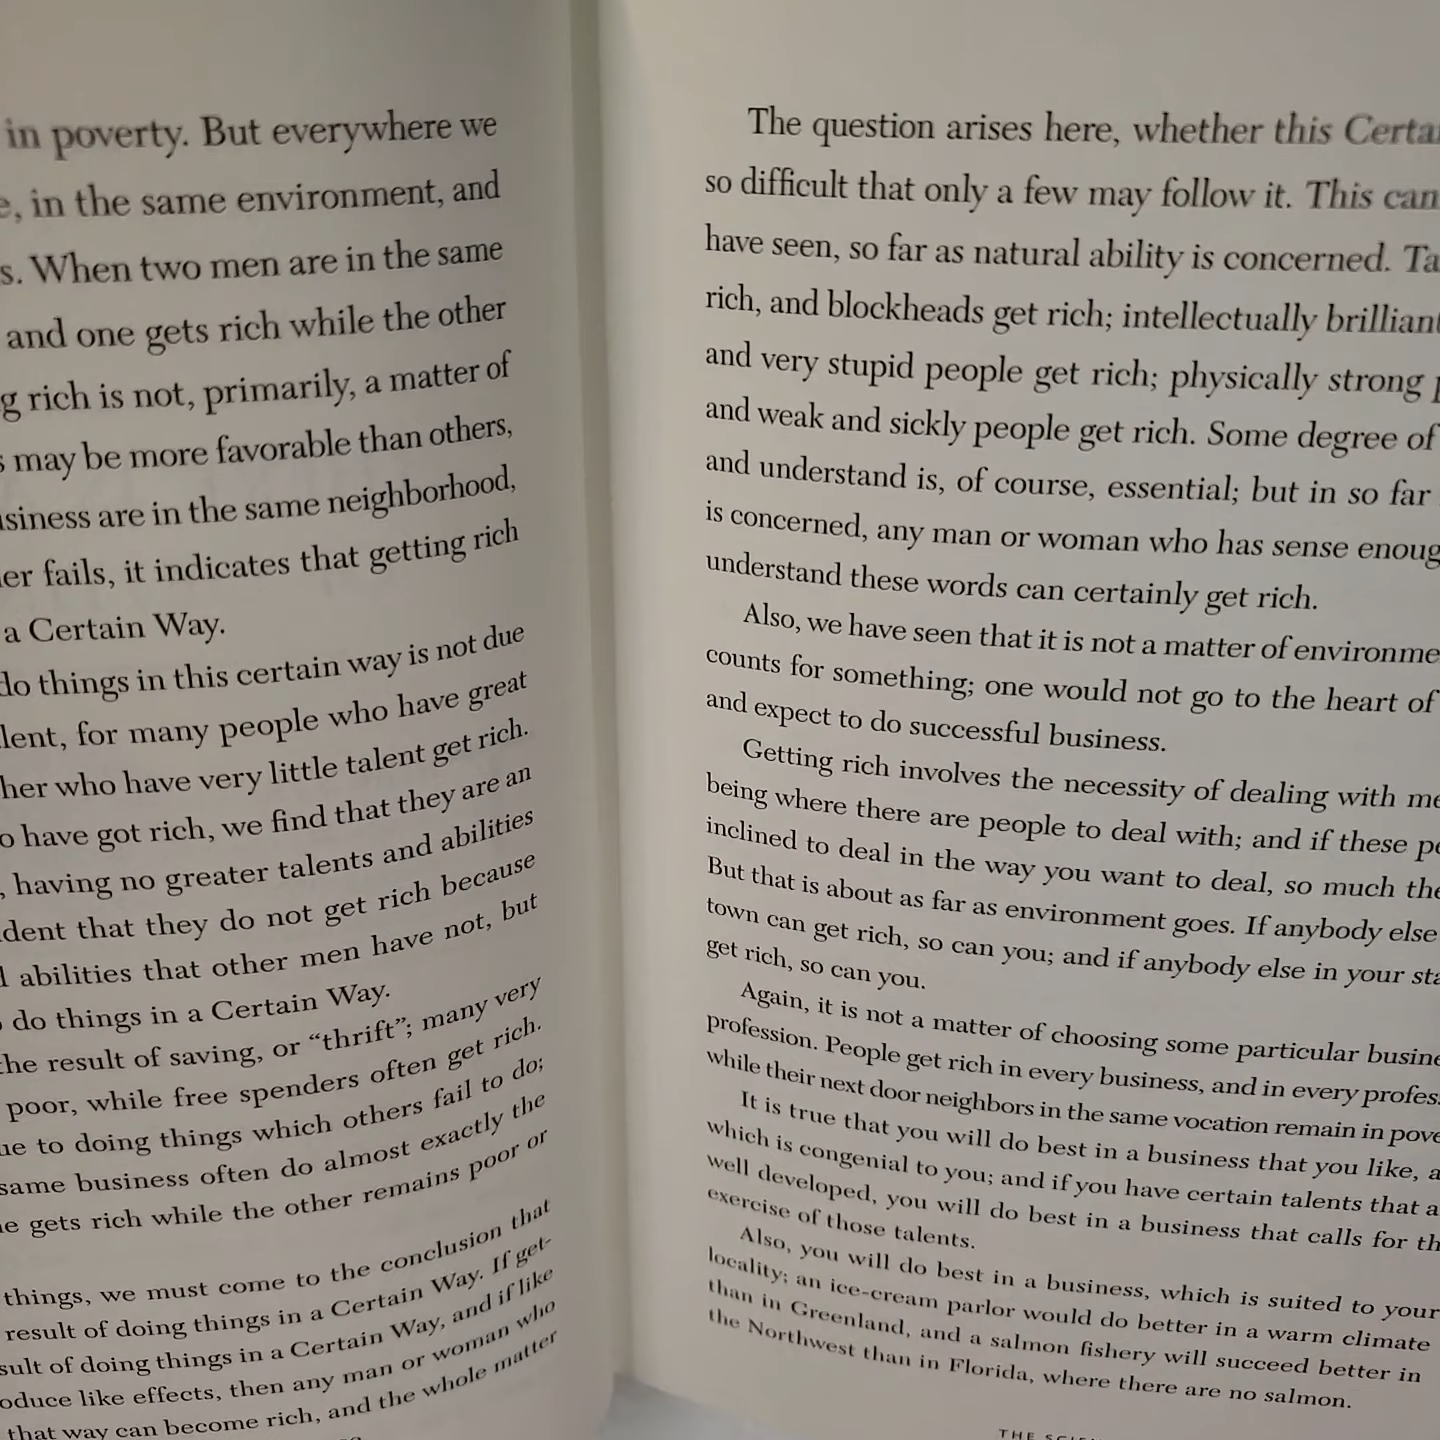 in poverty. But everywhere we
in the same environment, and
When two men are in the same
and one gets rich while the other
rich is not, primarily, a matter of
may be more favorable than others,
are in the same neighborhood,
fails, it indicates that getting rich
a Certain Way.
do things in this certain way is not due
for many people who have great
who have very little talent get rich.
have got rich, we find that they are an
having no greater talents and abilities
that they do not get rich because
abilities that other men have not, but
do things in a Certain Way.
the result of saving, or “thrift”; many very
poor, while free spenders often get rich.
to doing things which others fail to do;
same business often do almost exactly the
gets rich while the other remains poor or
things, we must come to the conclusion that
result of doing things in a Certain Way. If get-
of doing things in a Certain Way, and if like
like effects, then any man or woman who
that way can become rich, and the whole matter
The question arises here, whether this
so difficult that only a few may follow it. This can
have seen, so far as natural ability is concerned.
rich, and blockheads get rich; intellectually brilliant
and very stupid people get rich; physically strong
and weak and sickly people get rich. Some degree of
and understand is, of course, essential; but in so far
is concerned, any man or woman who has sense
understand these words can certainly get rich.
Also, we have seen that it is not a matter of
counts for something; one would not go to the heart of
and expect to do successful business.
Getting rich involves the necessity of dealing with
being where there are people to deal with; and if these
inclined to deal in the way you want to deal, so much
But that is about as far as environment goes. If anybody else
town can get rich, so can you; and if anybody else in your
get rich, so can you.
Again, it is not a matter of choosing some particular
profession. People get rich in every business, and in every
while their next door neighbors in the same vocation remain in
It is true that you will do best in a business that you like,
which is congenial to you; and if you have certain talents that
well developed, you will do best in a business that calls for
exercise of those talents.
Also, you will do best in a business, which is suited to your
locality; an ice-cream parlor would do better in a warm climate
than in Greenland, and a salmon fishery will succeed better in
the Northwest than in Florida, where there are no salmon.
THE